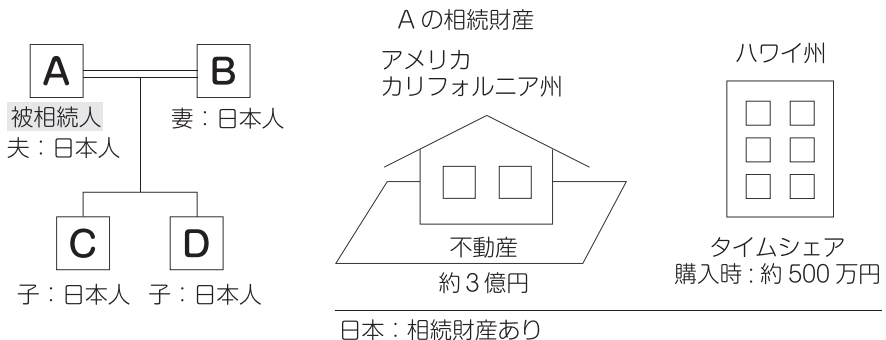 Aの相続財産
A
B
被相続人
夫：日本人
妻：日本人
C
D
子：日本人
子：日本人
アメリカ
カリフォルニア州
不動産
約3億円
ハワイ州
タイムシェア
購入時：約500万円
日本：相続財産あり